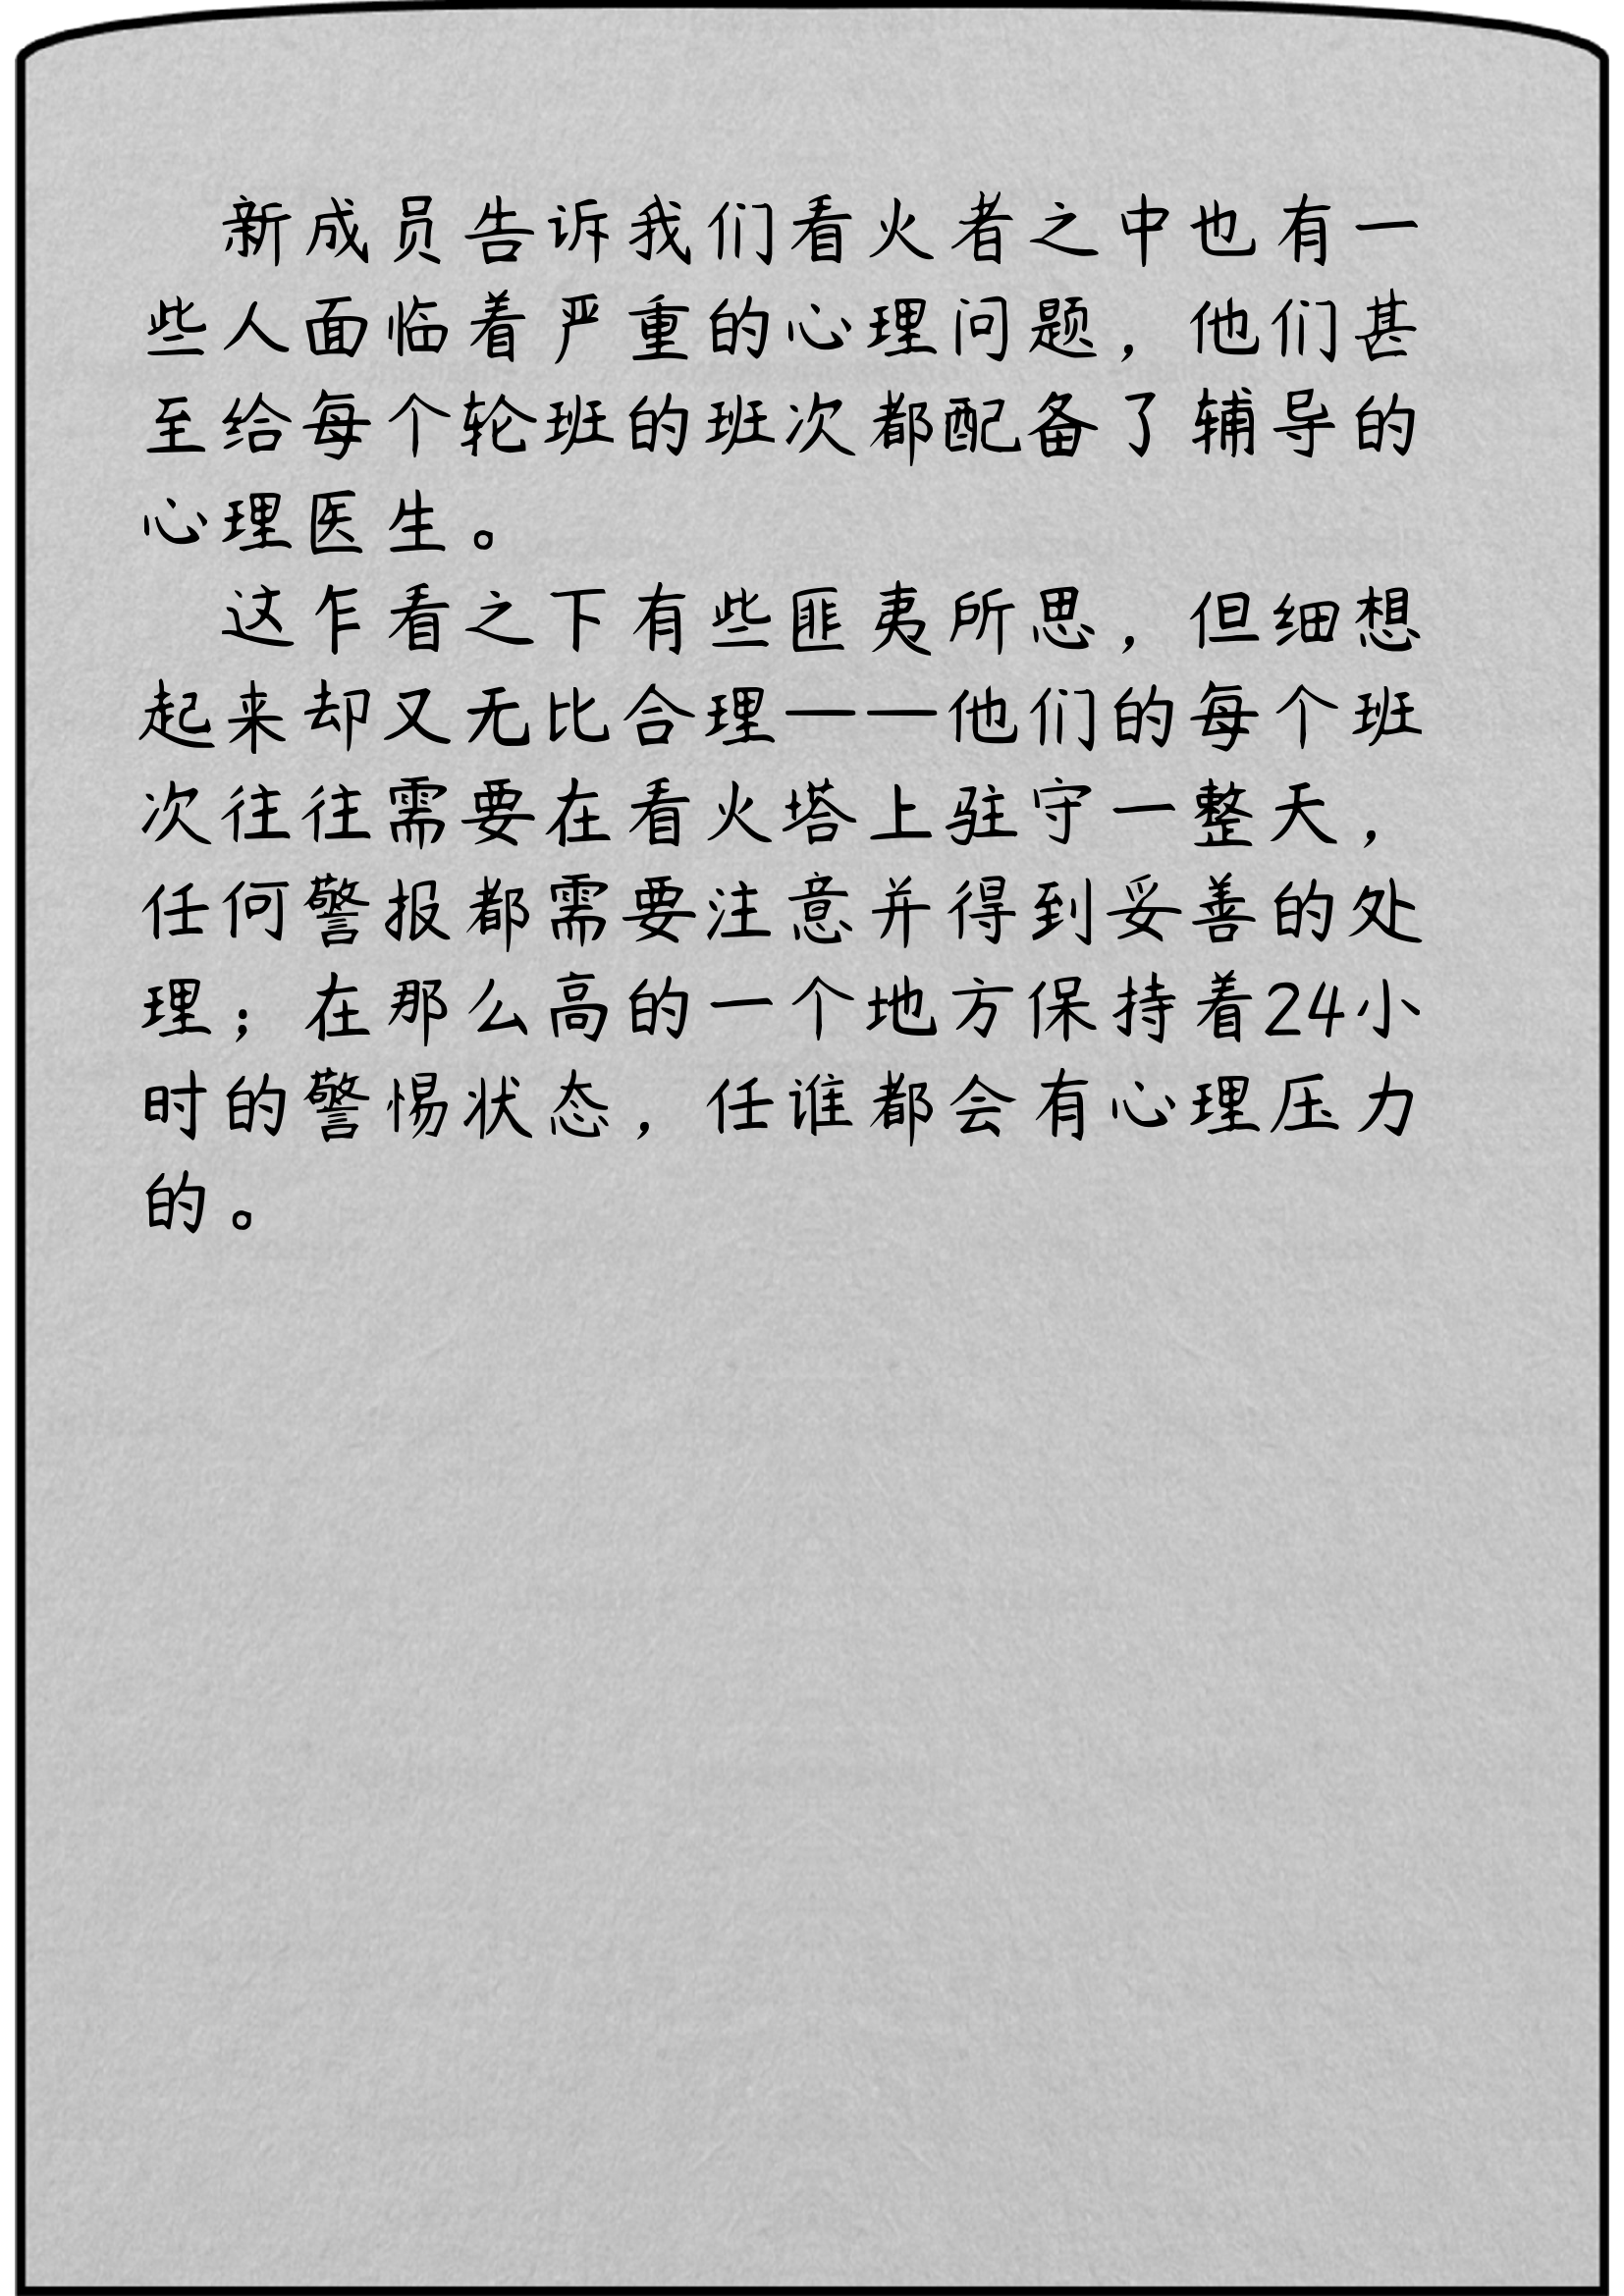 新成员告诉我们看火者之中也有一
些人面临着严重的心理问题，他们甚
至给每个轮班的班次都配备了辅导的
心理医生。
这乍看之下有些匪夷所思，但细想
起来却又无比合理——他们的每个班
次往往需要在看火塔上驻守一整天，
任何警报都需要注意并得到妥善的处
理；在那么高的一个地方保持着24小
时的警惕状态，任谁都会有心理压力
的。